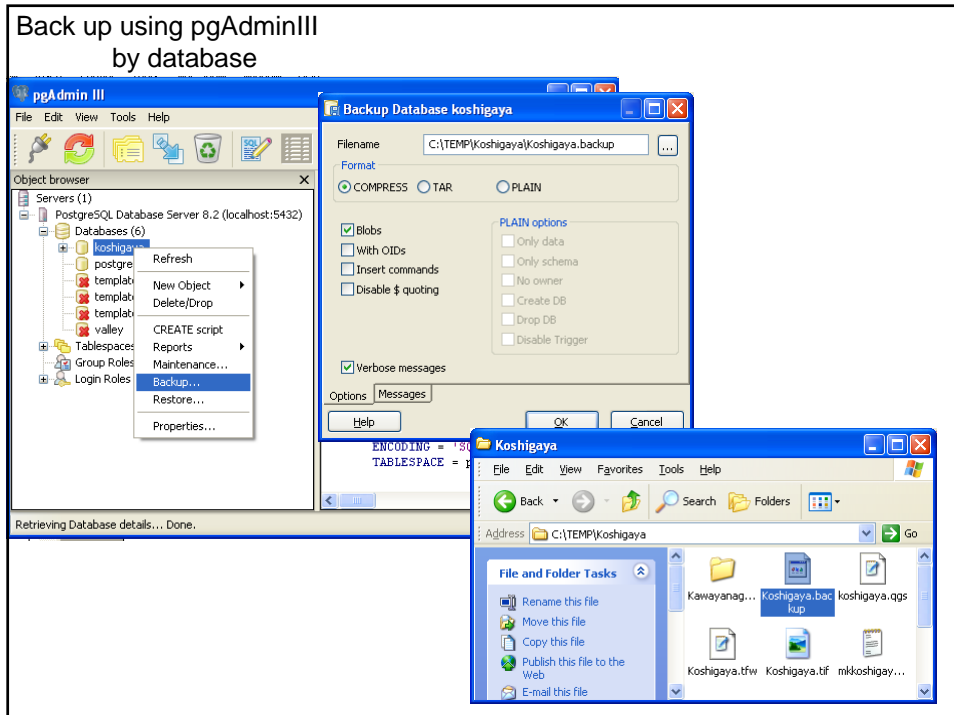 Back up using pgAdminIII
by database
pgAdmin III
File Edit View Tools Help
Object browser X
Servers (1)
PostgreSQL Database Server 8.2 (localhost:5432)
Databases (6)
koshigaya
postgre
templat
templat
templat
valley
Tablespaces
Group Roles
Login Roles
Refresh
New Object
Delete/Drop
CREATE script
Reports
Maintenance...
Backup...
Restore...
Properties...
Retrieving Database details... Done.
Backup Database koshigaya
Filename C:\TEMP\Koshigaya\Koshigaya.backup ...
Format
COMPRESS TAR PLAIN
Blobs
With OIDs
Insert commands
Disable $ quoting
PLAIN options
Only data
Only schema
No owner
Create DB
Drop DB
Disable Trigger
Verbose messages
Options Messages
Help OK Cancel
ENCODING = 'SQ
TABLESPACE = p
Koshigaya
File Edit View Favorites Tools Help
Back Search Folders
Address C:\TEMP\Koshigaya Go
File and Folder Tasks
Rename this file
Move this file
Copy this file
Publish this file to the
Web
E-mail this file
Kawayanag... Koshigaya.bac koshigaya.qgs
kup
Koshigaya.tfw Koshigaya.tif mkkoshigay...